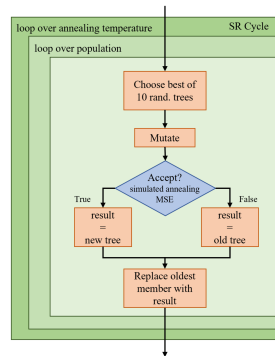 SR Cycle
loop over annealing temperature
loop over population
Choose best of
10 rand. trees
Mutate
Accept?
simulated annealing
MSE
True
False
result
=
new tree
result
=
old tree
Replace oldest
member with
result